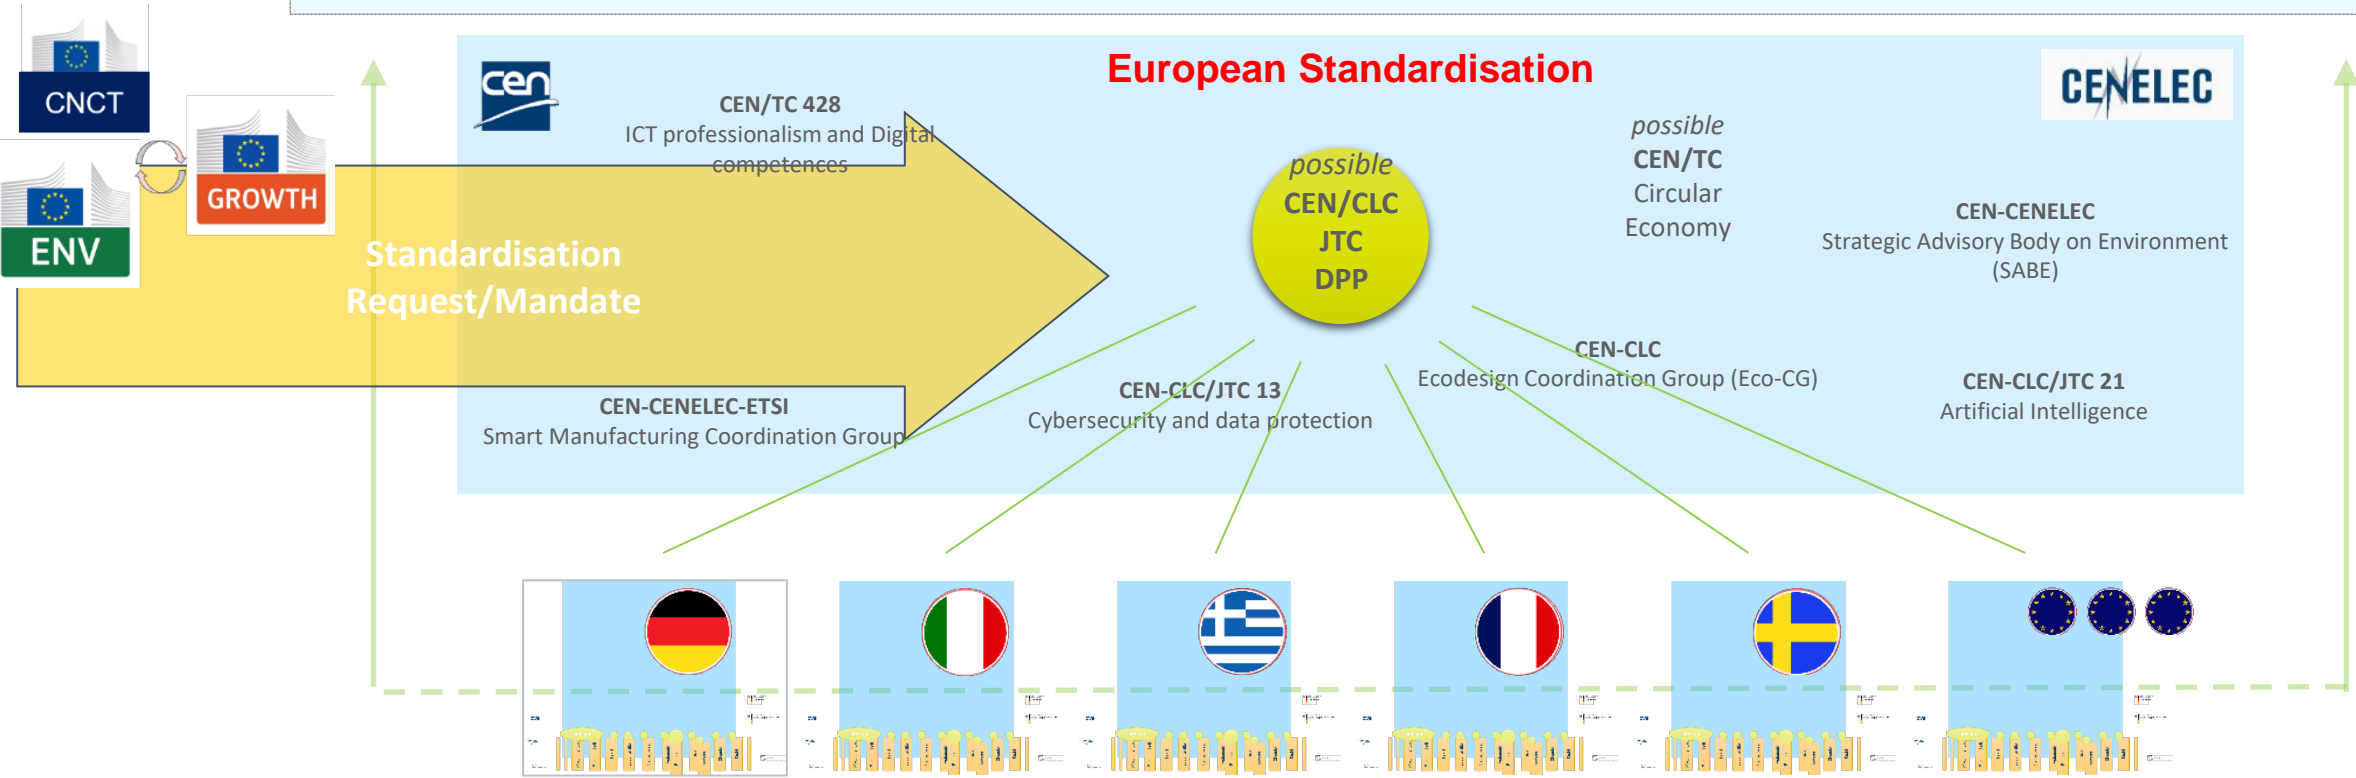 European Standardisation
CNCT
GROWTH
ENV
cen
CENELEC
CEN/TC 428
ICT professionalism and Digital
competences
Standardisation
Request/Mandate
possible
CEN/CLC
JTC
DPP
possible
CEN/TC
Circular
Economy
CEN-CENELEC
Strategic Advisory Body on Environment
(SABE)
CEN-CENELEC-ETSI
Smart Manufacturing Coordination Group
CEN-CLC/JTC 13
Cybersecurity and data protection
CEN-CLC
Ecodesign Coordination Group (Eco-CG)
CEN-CLC/JTC 21
Artificial Intelligence